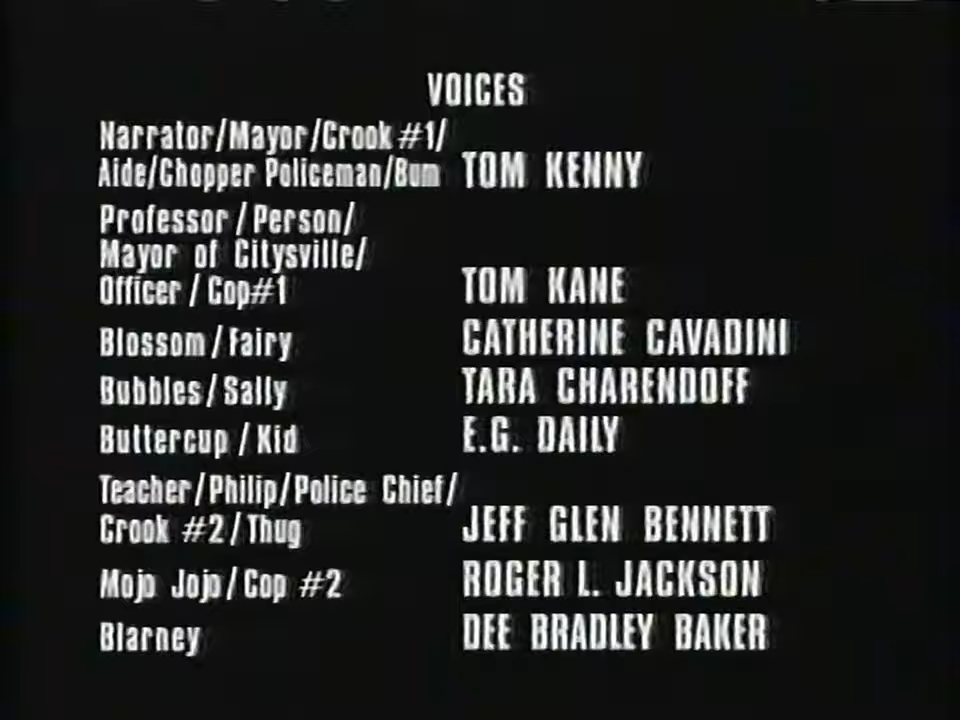 VOICES
Narrator/Mayor/Crook #1/
Aide/Chopper Policeman/Bum TOM KENNY
Professor/Person/
Mayor of Citysville/
Officer/Cop#1 TOM KANE
Blossom/Fairy CATHERINE CAVADINI
Bubbles/Sally TARA CHARENDOFF
Buttercup/Kid E.G. DAILY
Teacher/Philip/Police Chief/
Crook #2/Thug JEFF GLEN BENNETT
Mojo Jojo/Cop #2 ROGER L. JACKSON
Blarney DEE BRADLEY BAKER